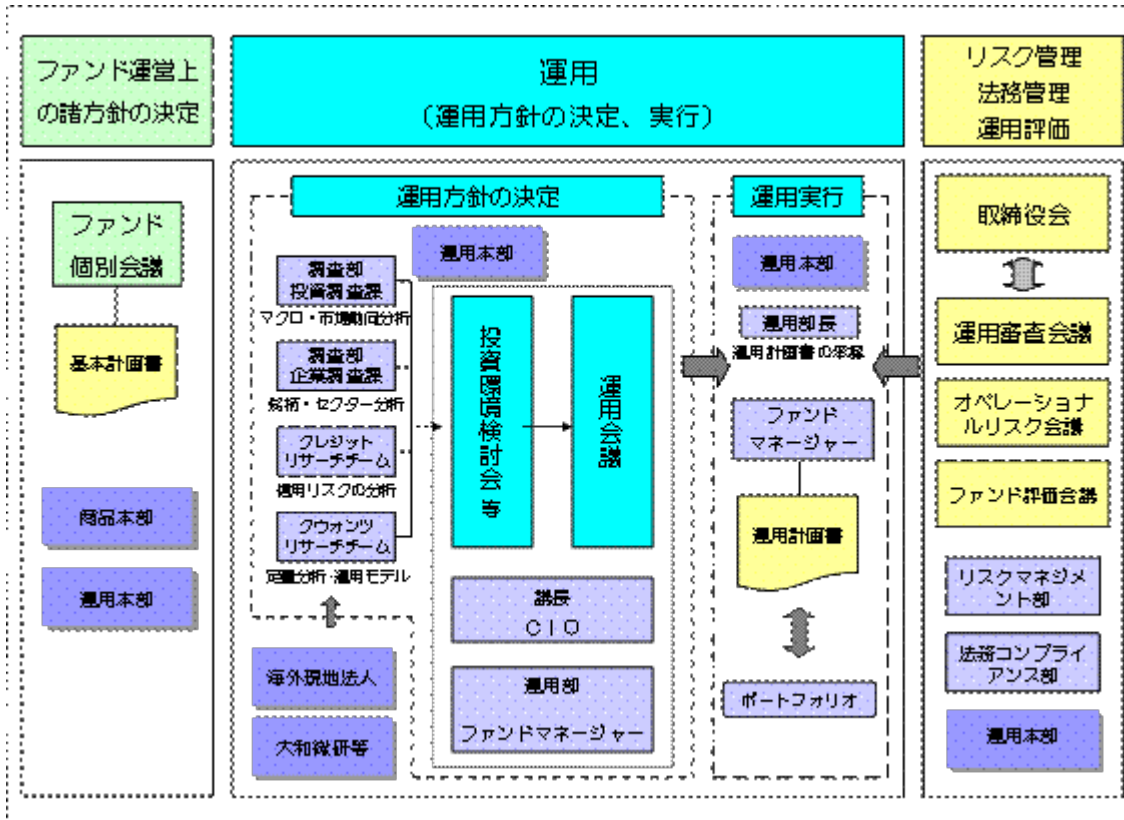 ファンド運営上
の諸方針の決定
ファンド
個別会議
基本計画書
商品本部
運用本部
運用
(運用方針の決定、実行)
運用方針の決定
運用本部
調査部
投資調査課
マクロ・市場動向分析
調査部
企業調査課
銘柄・セクター分析
クレジット
リサーチチーム
信用リスクの分析
クウォンツ
リサーチチーム
定量分析・運用モデル
海外現地法人
大和総研等
投資環境検討会 等
運用会議
議長
CIO
運用部
ファンドマネージャー
運用実行
運用本部
運用部長
運用計画書の承認
ファンド
マネージャー
運用計画書
ポートフォリオ
リスク管理
法務管理
運用評価
取締役会
運用審査会議
オペレーショナ
ルリスク会議
ファンド評価会議
リスクマネジメ
ント部
法務コンプライ
アンス部
運用本部